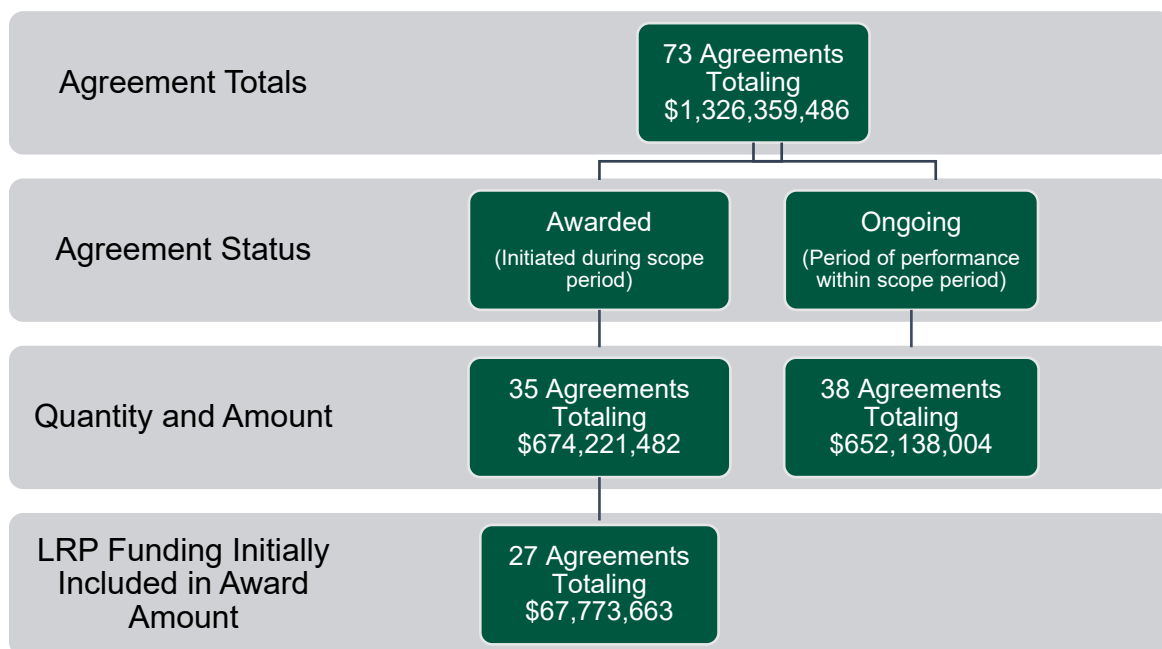 Agreement Totals
73 Agreements
Totaling
$1,326,359,486
Agreement Status
Awarded
(Initiated during scope
period)
Ongoing
(Period of performance
within scope period)
Quantity and Amount
35 Agreements
Totaling
$674,221,482
38 Agreements
Totaling
$652,138,004
LRP Funding Initially
Included in Award
Amount
27 Agreements
Totaling
$67,773,663